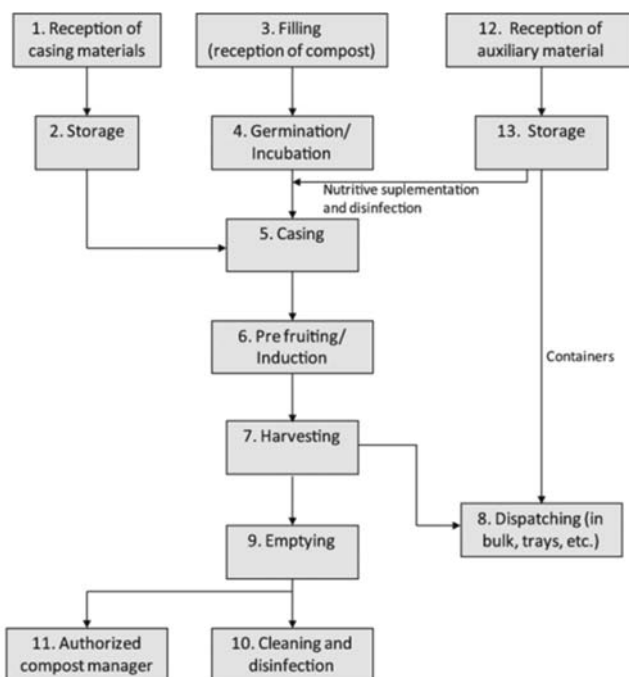 1. Reception of
casing materials
3. Filling
(reception of compost)
12. Reception of
auxiliary material
2. Storage
4. Germination/
Incubation
13. Storage
Nutritive suplementation
and disinfection
5. Casing
6. Pre fruiting/
Induction
Containers
7. Harvesting
8. Dispatching (in
bulk, trays, etc.)
9. Emptying
11. Authorized
compost manager
10. Cleaning and
disinfection